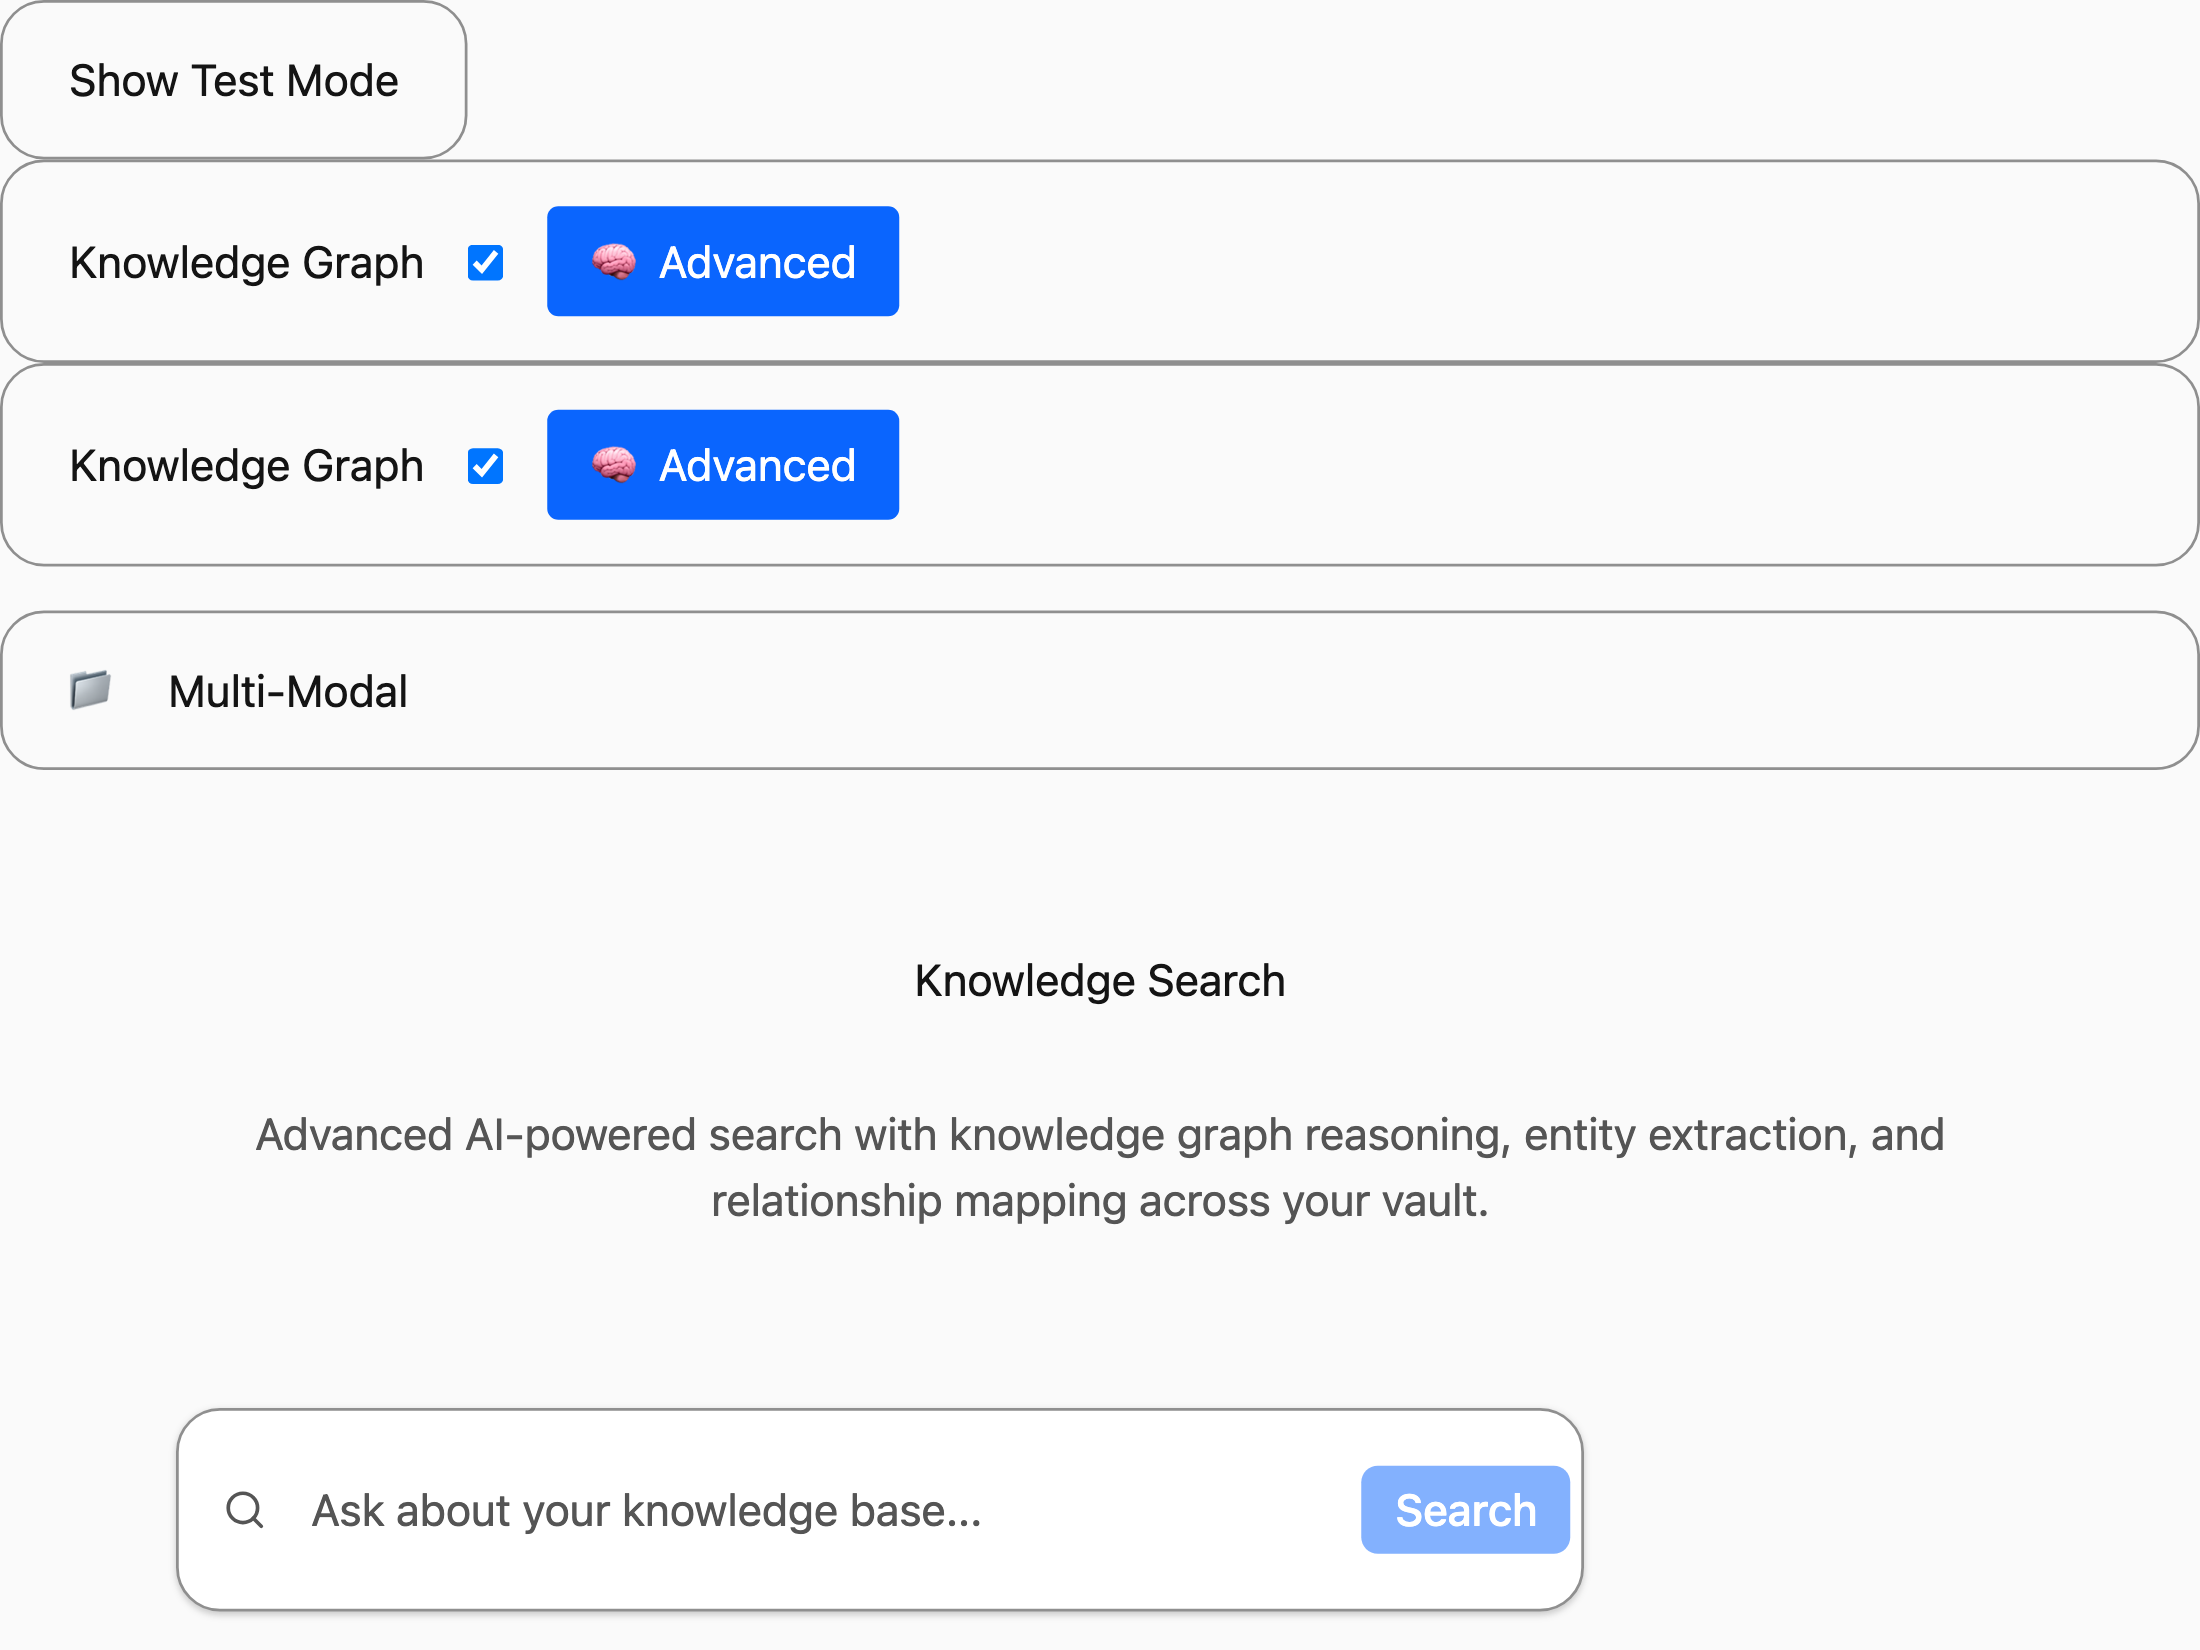 Show Test Mode
Knowledge Graph Advanced
Knowledge Graph Advanced
Multi-Modal
Knowledge Search
Advanced AI-powered search with knowledge graph reasoning, entity extraction, and
relationship mapping across your vault.
Ask about your knowledge base... Search